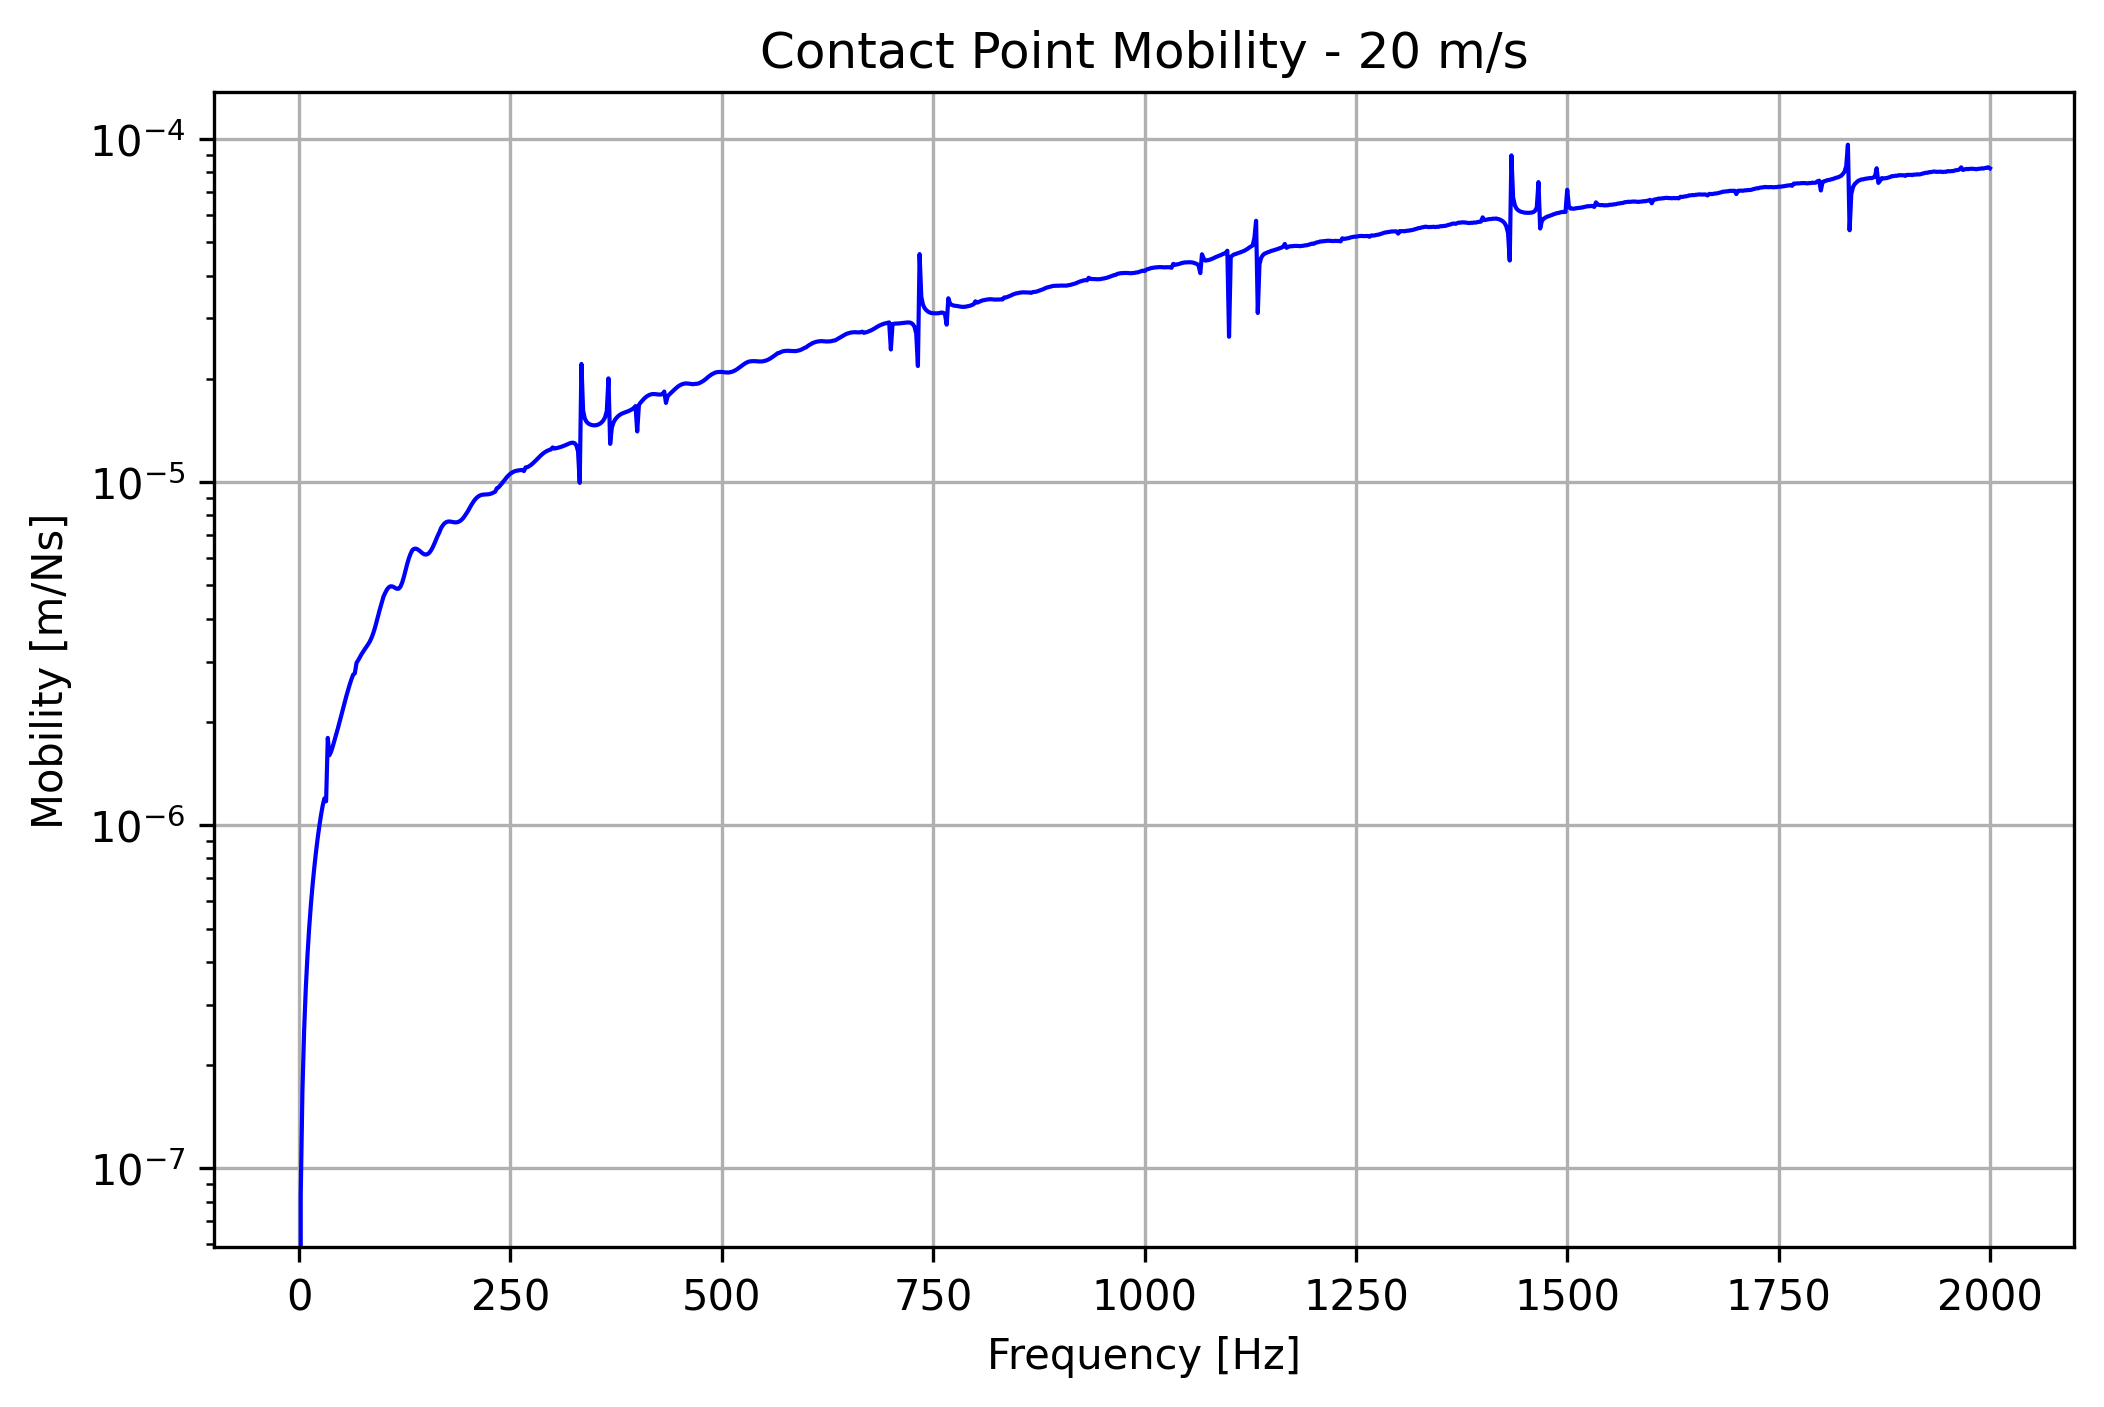 Contact Point Mobility - 20 m/s
10⁻⁴
10⁻⁵
10⁻⁶
10⁻⁷
Mobility [m/Ns]
0 250 500 750 1000 1250 1500 1750 2000
Frequency [Hz]